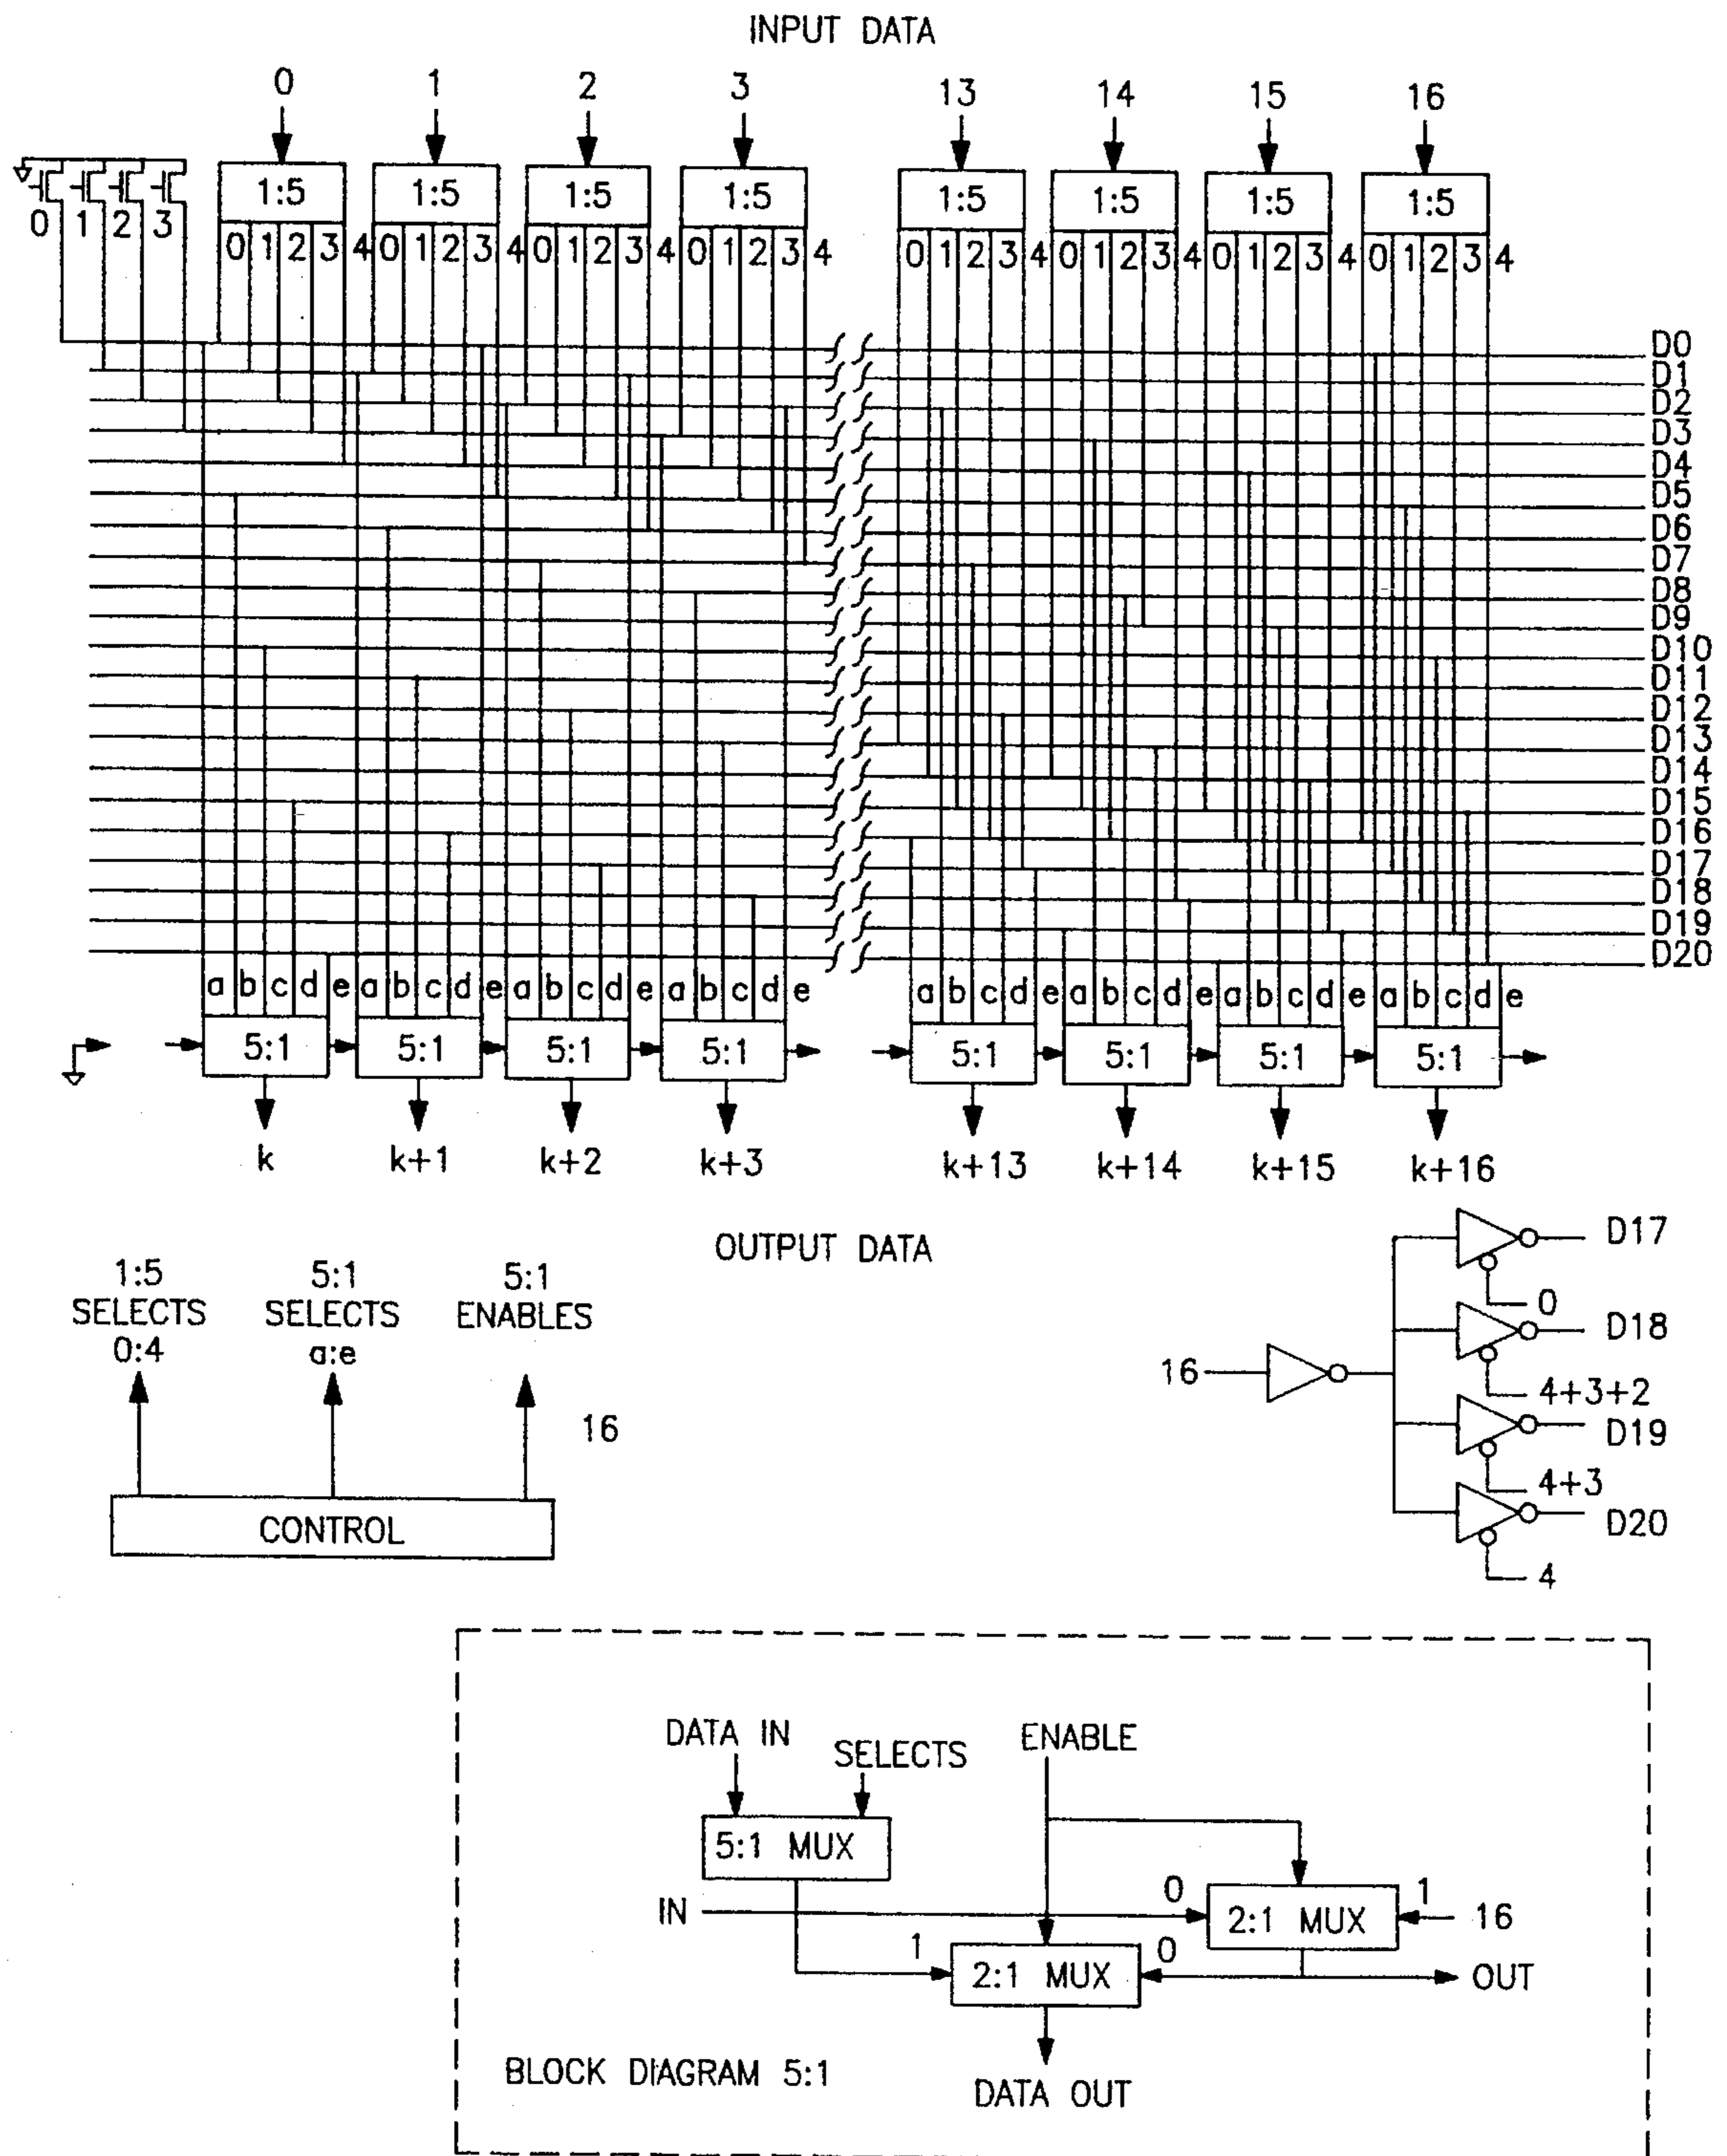 INPUT DATA
0 1 2 3 13 14 15 16
1:5 1:5 1:5 1:5 1:5 1:5 1:5 1:5
0 1 2 3
0 1 2 3 4 0 1 2 3 4 0 1 2 3 4 0 1 2 3 4
0 1 2 3 4 0 1 2 3 4 0 1 2 3 4 0 1 2 3 4
D0
D1
D2
D3
D4
D5
D6
D7
D8
D9
D10
D11
D12
D13
D14
D15
D16
D17
D18
D19
D20
a b c d e a b c d e a b c d e a b c d e
a b c d e a b c d e a b c d e a b c d e
5:1 5:1 5:1 5:1 5:1 5:1 5:1 5:1
k k+1 k+2 k+3 k+13 k+14 k+15 k+16
OUTPUT DATA
1:5
SELECTS
0:4
5:1
SELECTS
a:e
5:1
ENABLES
16
CONTROL
16
D17
0
D18
4+3+2
D19
4+3
D20
4
DATA IN
SELECTS
ENABLE
5:1 MUX
IN
0
2:1 MUX
1
16
1
2:1 MUX
0
OUT
BLOCK DIAGRAM 5:1
DATA OUT